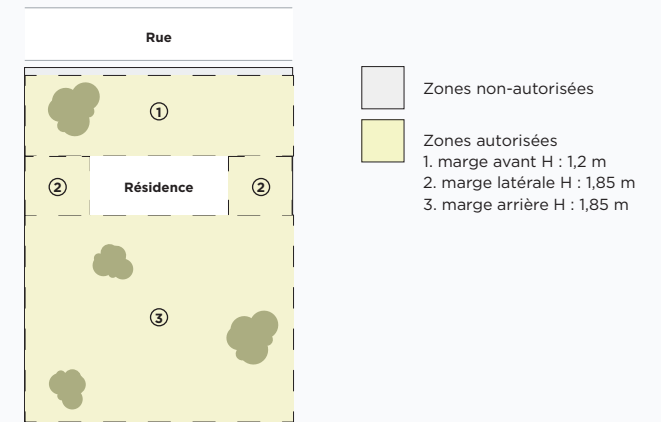 Rue
①
② Résidence ②
③
Zones non-autorisées
Zones autorisées
1. marge avant H : 1,2 m
2. marge latérale H : 1,85 m
3. marge arrière H : 1,85 m